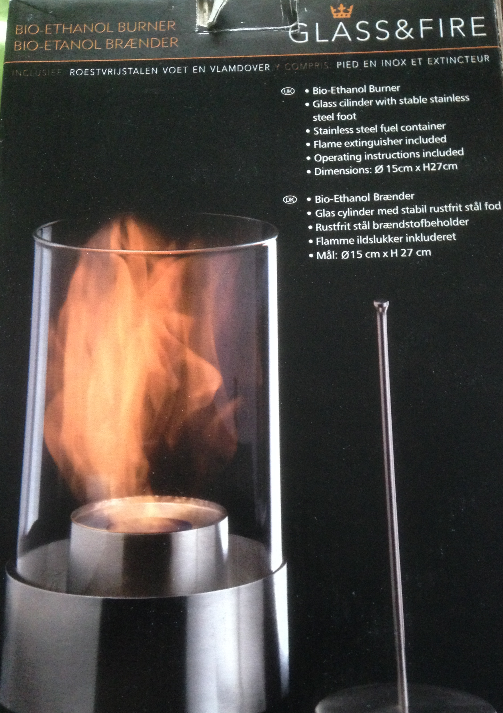 BIO-ETHANOL BURNER
BIO-ETANOL BRÆNDER
GLASS&FIRE
INCLUSIEF: ROESTVRIJSTALEN VOET EN VLAMDOVER Y COMPRIS: PIED EN INOX ET EXTINCTEUR
UK
• Bio-Ethanol Burner
• Glass cilinder with stable stainless
steel foot
• Stainless steel fuel container
• Flame extinguisher included
• Operating instructions included
• Dimensions: Ø 15cm x H27cm
DK
• Bio-Ethanol Brænder
• Glas cylinder med stabil rustfrit stål fod
• Rustfrit stål brændstofbeholder
• Flamme ildslukker inkluderet
• Mål: Ø15 cm x H 27 cm